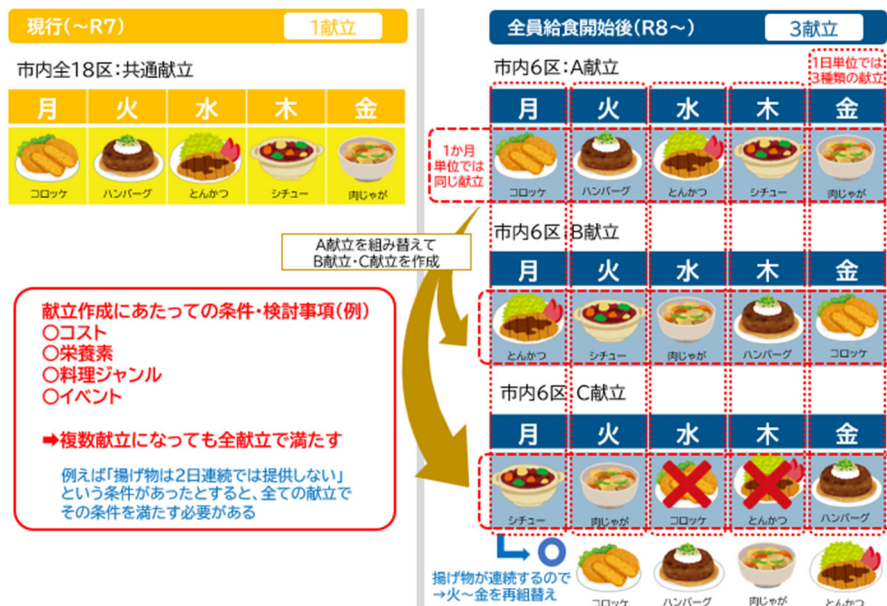 現行(～R7)
1献立
市内全18区:共通献立
月 火 水 木 金
コロッケ ハンバーグ とんかつ シチュー 肉じゃが
A献立を組み替えて
B献立・C献立を作成
献立作成にあたっての条件・検討事項(例)
○コスト
○栄養素
○料理ジャンル
○イベント
➡複数献立になっても全献立で満たす
例えば「揚げ物は2日連続では提供しない」
という条件があったとすると、全ての献立で
その条件を満たす必要がある
全員給食開始後(R8～)
3献立
市内6区:A献立
1日単位では
3種類の献立
月 火 水 木 金
1か月
単位では
同じ献立
コロッケ ハンバーグ とんかつ シチュー 肉じゃが
市内6区:B献立
月 火 水 木 金
とんかつ シチュー 肉じゃが ハンバーグ コロッケ
市内6区 C献立
月 火 水 木 金
シチュー 肉じゃが コロッケ とんかつ ハンバーグ
揚げ物が連続するので
→火～金を再組替え
コロッケ ハンバーグ 肉じゃが とんかつ